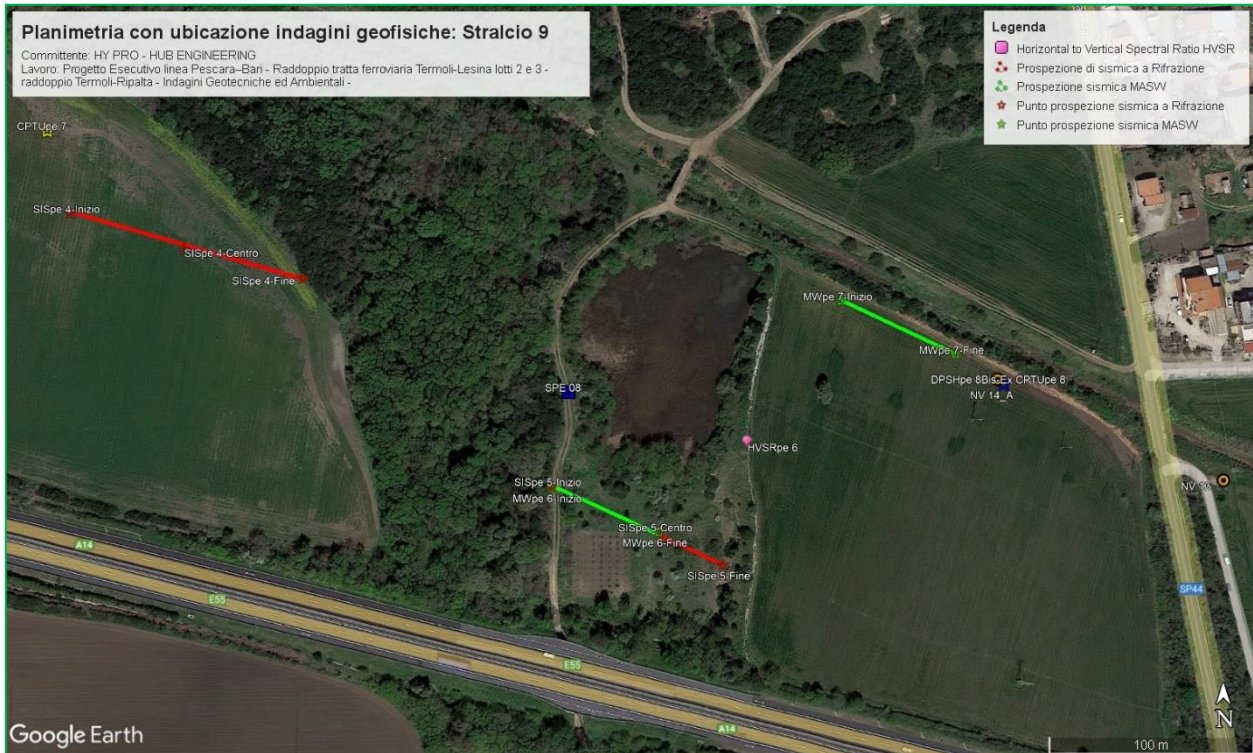 Planimetria con ubicazione indagini geofisiche: Stralcio 9
Committente: HY PRO - HUB ENGINEERING
Lavoro: Progetto Esecutivo linea Pescara–Bari - Raddoppio tratta ferroviaria Termoli-Lesina lotti 2 e 3 -
raddoppio Termoli-Ripalta - Indagini Geotecniche ed Ambientali -
Legenda
Horizontal to Vertical Spectral Ratio HVSR
Prospezione di sismica a Rifrazione
Prospezione sismica MASW
Punto prospezione sismica a Rifrazione
Punto prospezione sismica MASW
CPTUpe 7
SISpe 4-Inizio
SISpe 4-Centro
SISpe 4-Fine
MWpe 7-Inizio
MWpe 7-Fine
DPSHpe 8Bis Ex CPTUpe 8
NV 14_A
SPE 08
HVSRpe 6
SISpe 5-Inizio
MWpe 6-Inizio
SISpe 5-Centro
MWpe 6-Fine
SISpe 5-Fine
NV 16
SP44
A14
E55
E55
A14
N
Google Earth
100 m